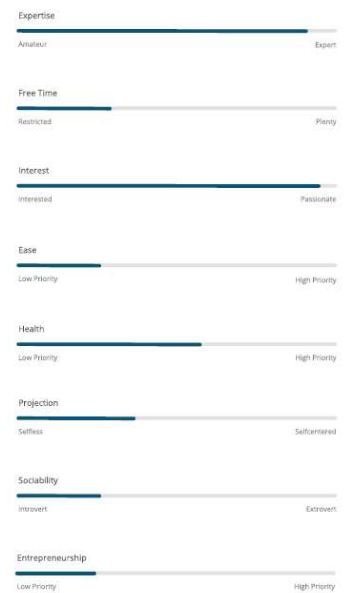 Expertise
Amateur Expert
Free Time
Restricted Plenty
Interest
Interested Passionate
Ease
Low Priority High Priority
Health
Low Priority High Priority
Projection
Selfless Selfcentered
Sociability
Introvert Extrovert
Entrepreneurship
Low Priority High Priority